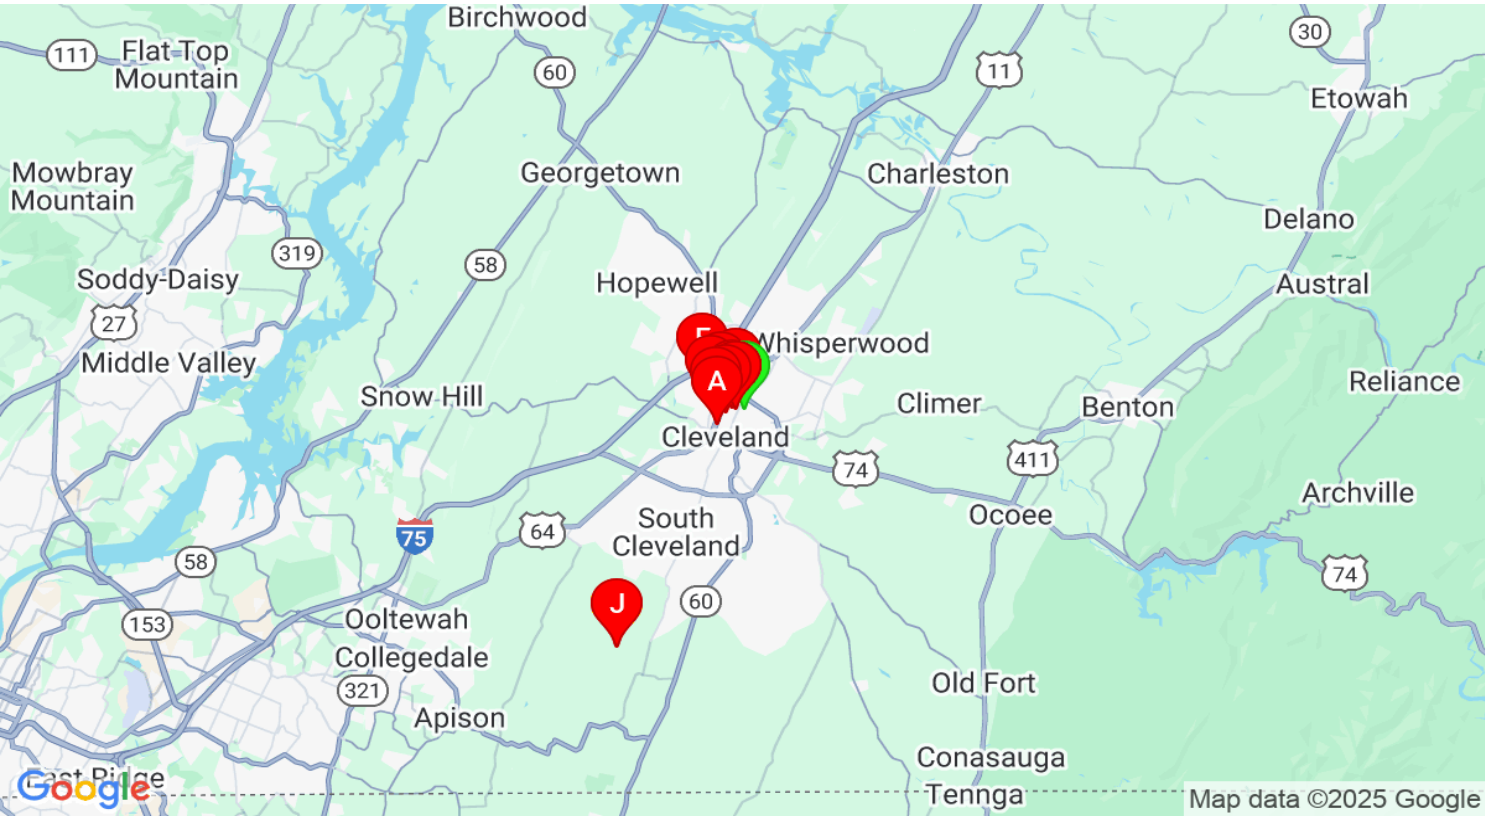 Birchwood
111
Flat Top
Mountain
60
11
30
Etowah
Mowbray
Mountain
Georgetown
Charleston
Delano
319
58
Soddy-Daisy
Hopewell
Austral
27
Middle Valley
Whisperwood
Snow Hill
A
Climer
Benton
Reliance
Cleveland
74
411
Archville
64
75
South
Cleveland
Ocoee
58
74
J
60
153
Ooltewah
Collegedale
321
Old Fort
Apison
Conasauga
East Ridge
Google
Tennga
Map data ©2025 Google